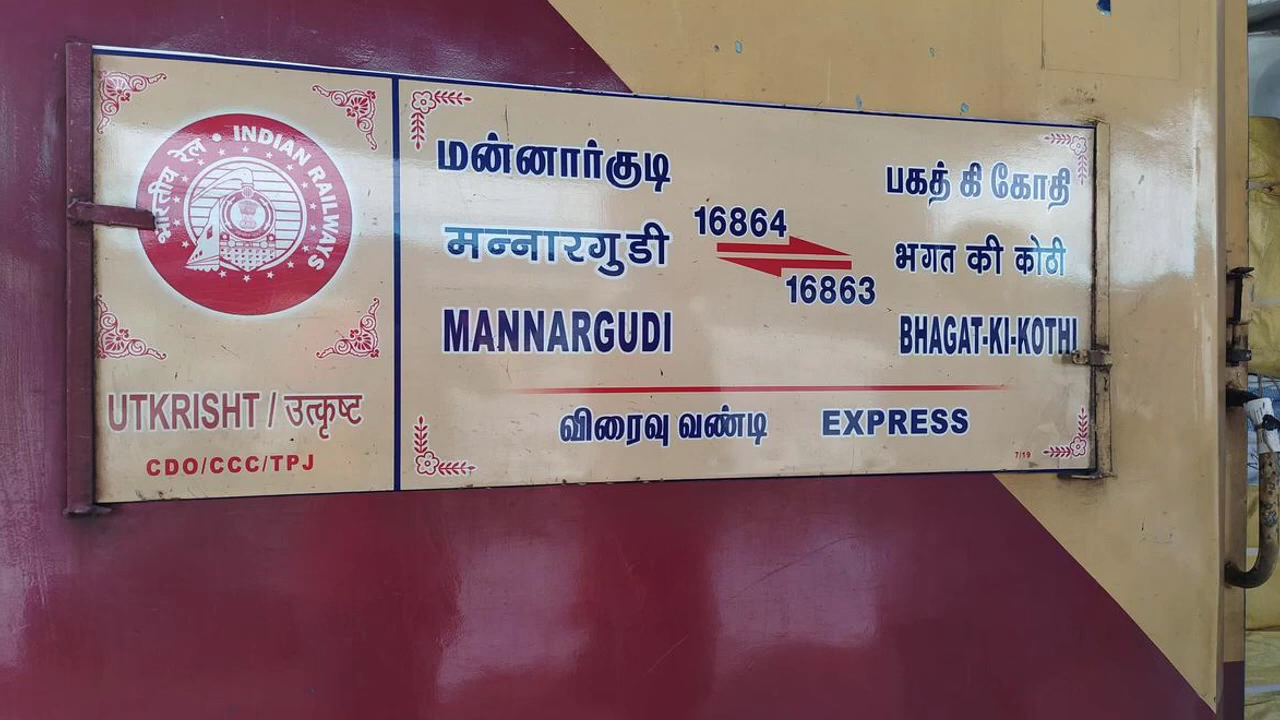 भारतीय रेल • INDIAN RAILWAYS
UTKRISHT / उत्कृष्ट
CDO/CCC/TPJ
மன்னார்குடி
பகத் கி கோதி
16864
मन्नारगुडी
भगत की कोठी
16863
MANNARGUDI
BHAGAT-KI-KOTHI
விரைவு வண்டி EXPRESS
7/19